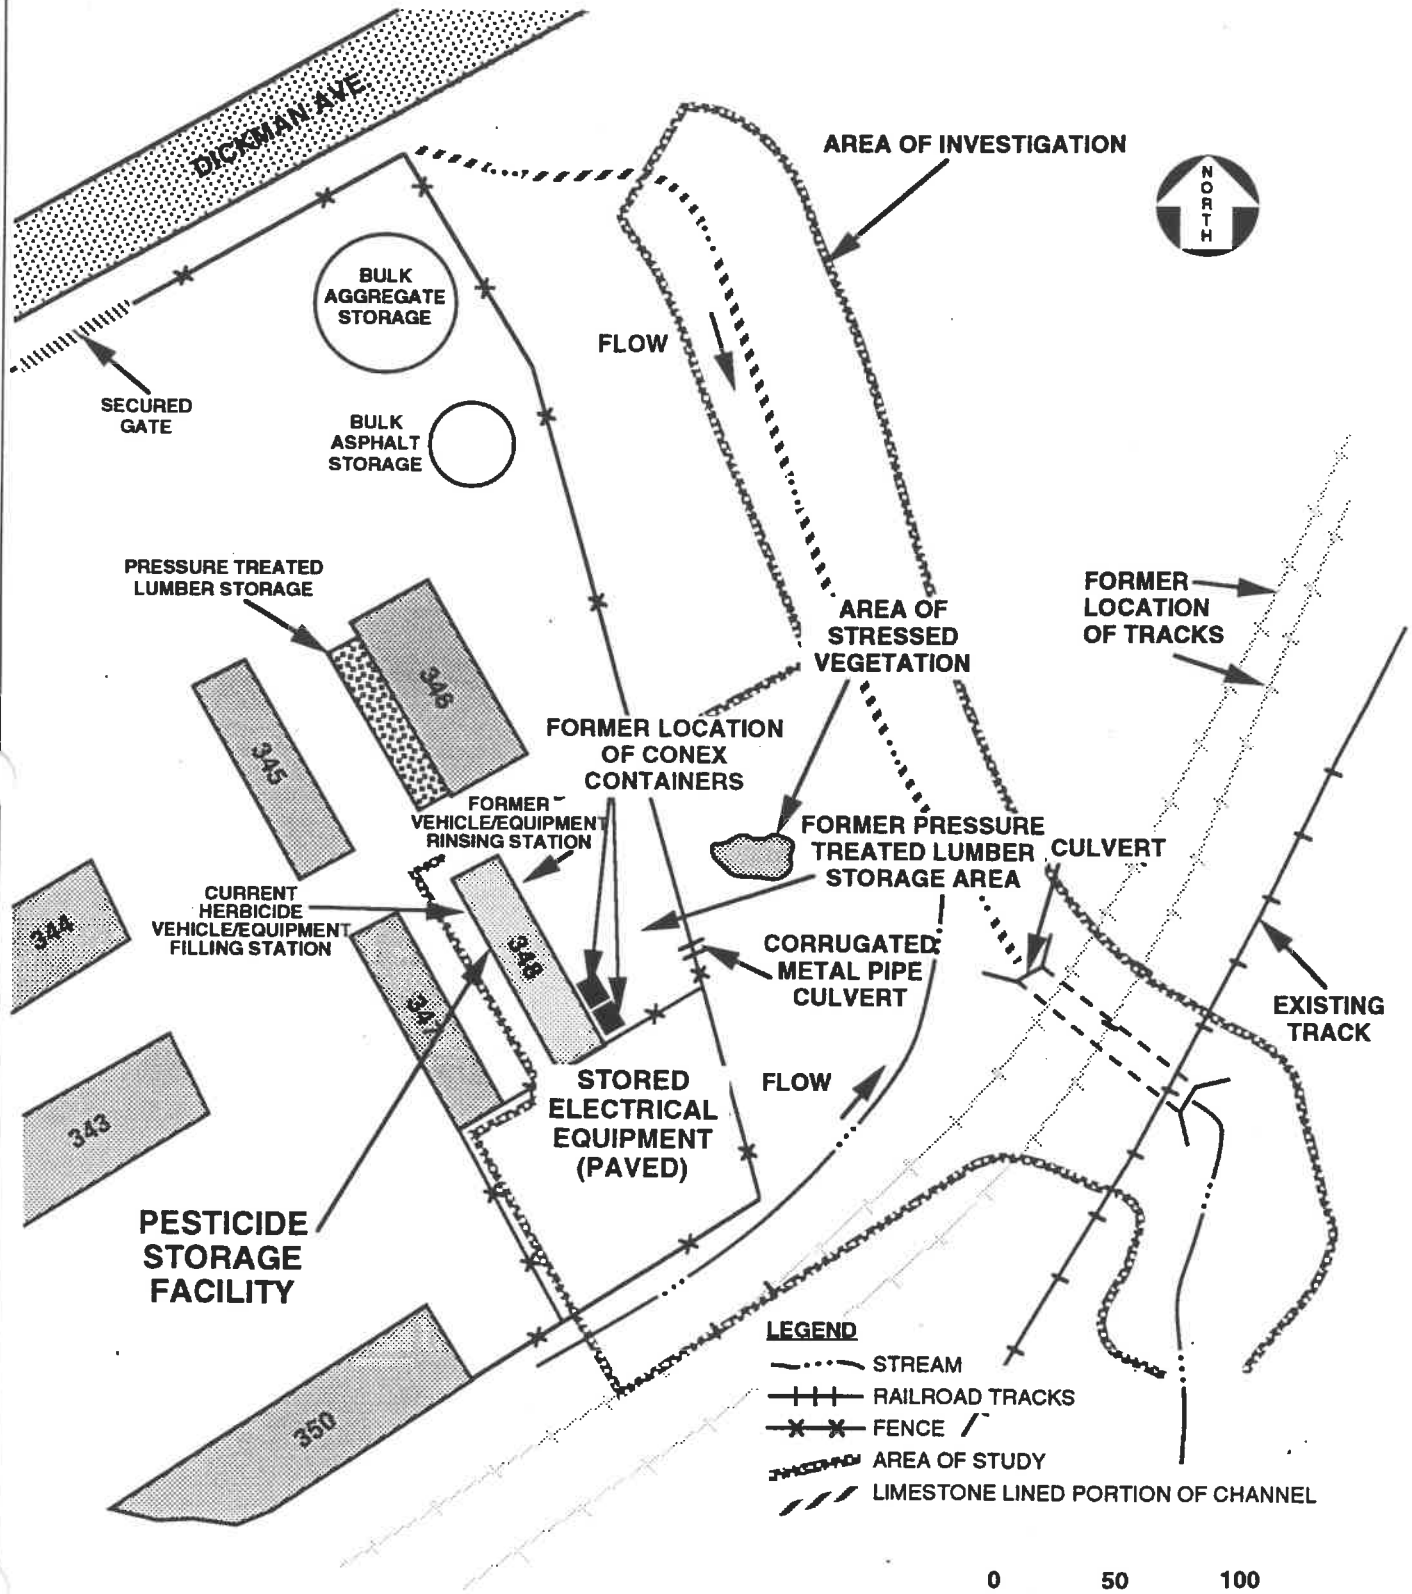 DICKMAN AVE.
AREA OF INVESTIGATION
NORTH
BULK
AGGREGATE
STORAGE
FLOW
SECURED
GATE
BULK
ASPHALT
STORAGE
PRESSURE TREATED
LUMBER STORAGE
FORMER
LOCATION
OF TRACKS
AREA OF
STRESSED
VEGETATION
346
345
FORMER LOCATION
OF CONEX
CONTAINERS
FORMER
VEHICLE/EQUIPMENT
RINSING STATION
FORMER PRESSURE
TREATED LUMBER
STORAGE AREA
CULVERT
CURRENT
HERBICIDE
VEHICLE/EQUIPMENT
FILLING STATION
344
348
347
CORRUGATED
METAL PIPE
CULVERT
EXISTING
TRACK
343
STORED
ELECTRICAL
EQUIPMENT
(PAVED)
FLOW
PESTICIDE
STORAGE
FACILITY
350
LEGEND
STREAM
RAILROAD TRACKS
FENCE
AREA OF STUDY
LIMESTONE LINED PORTION OF CHANNEL
0 50 100